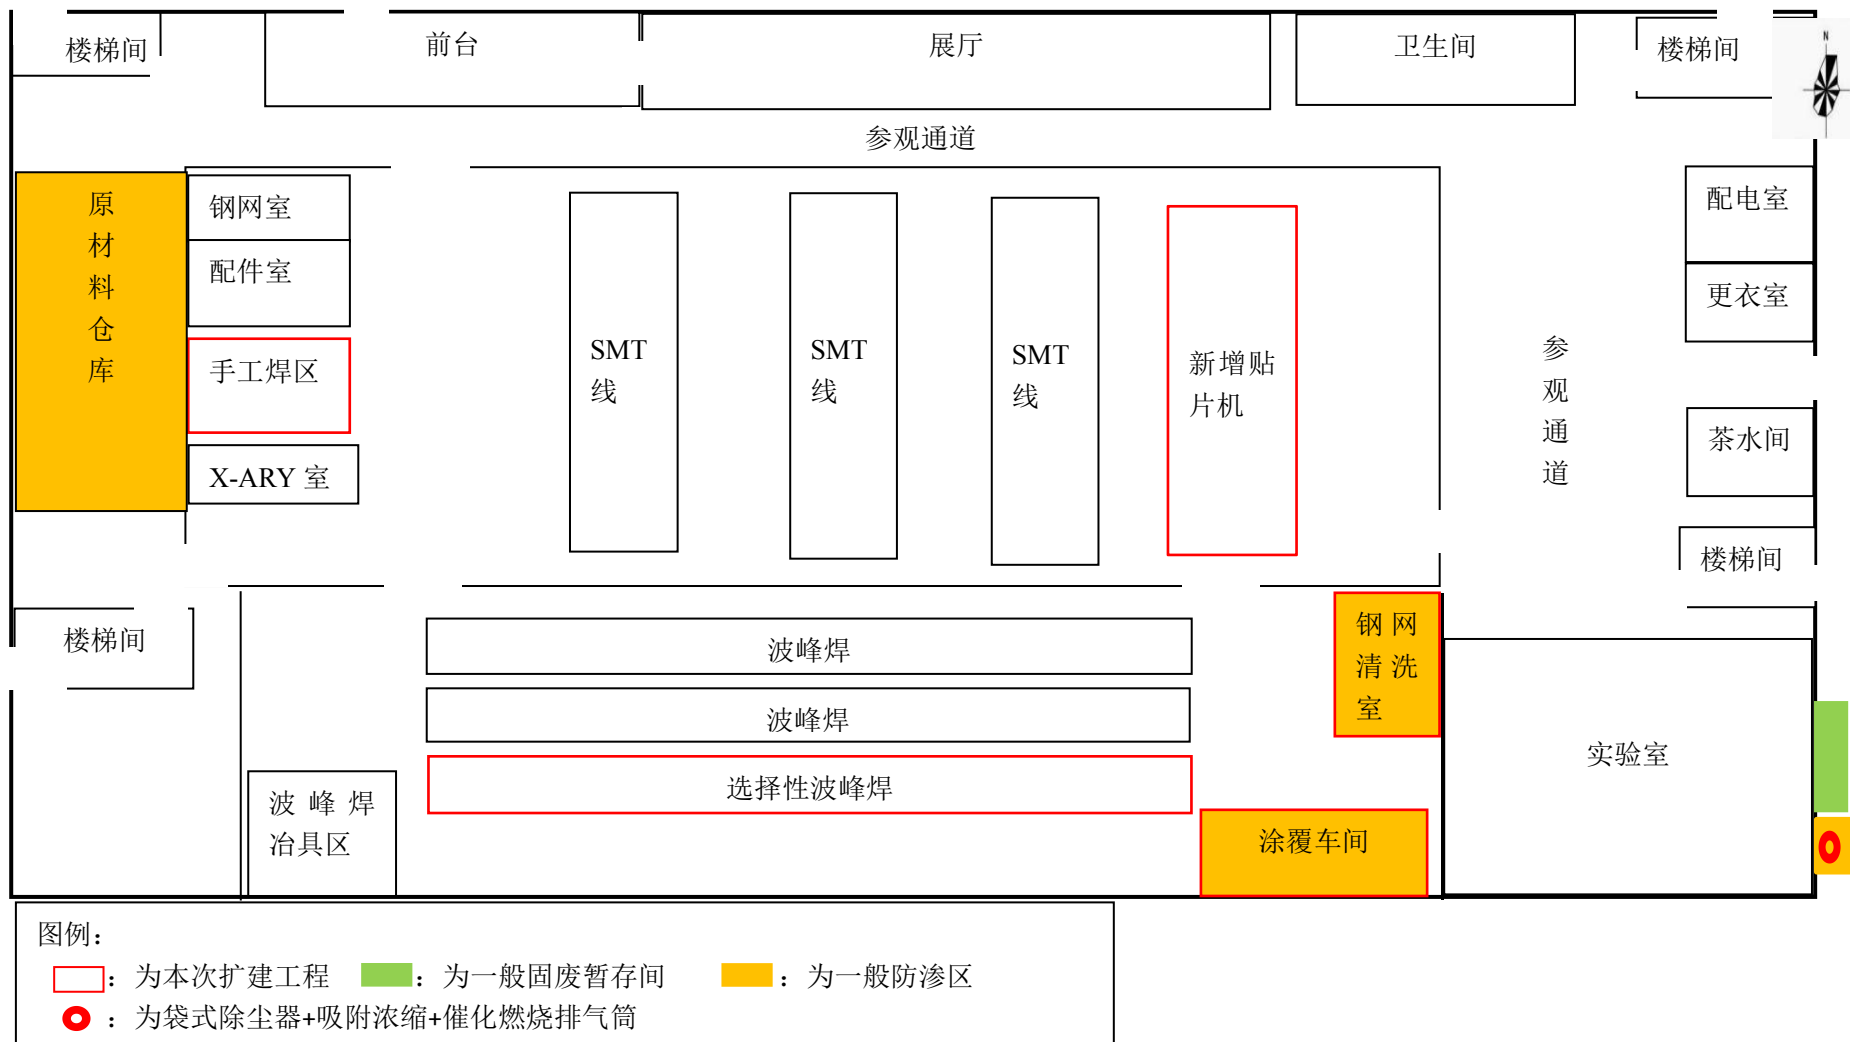 楼梯间
前台
展厅
卫生间
楼梯间
N
参观通道
原
材
料
仓
库
钢网室
配件室
手工焊区
X-ARY 室
SMT
线
SMT
线
SMT
线
新增贴
片机
参
观
通
道
配电室
更衣室
茶水间
楼梯间
楼梯间
波峰焊
波峰焊
选择性波峰焊
波 峰 焊
冶具区
钢 网
清 洗
室
涂覆车间
实验室
图例：
：为本次扩建工程
：为一般固废暂存间
：为一般防渗区
：为袋式除尘器+吸附浓缩+催化燃烧排气筒